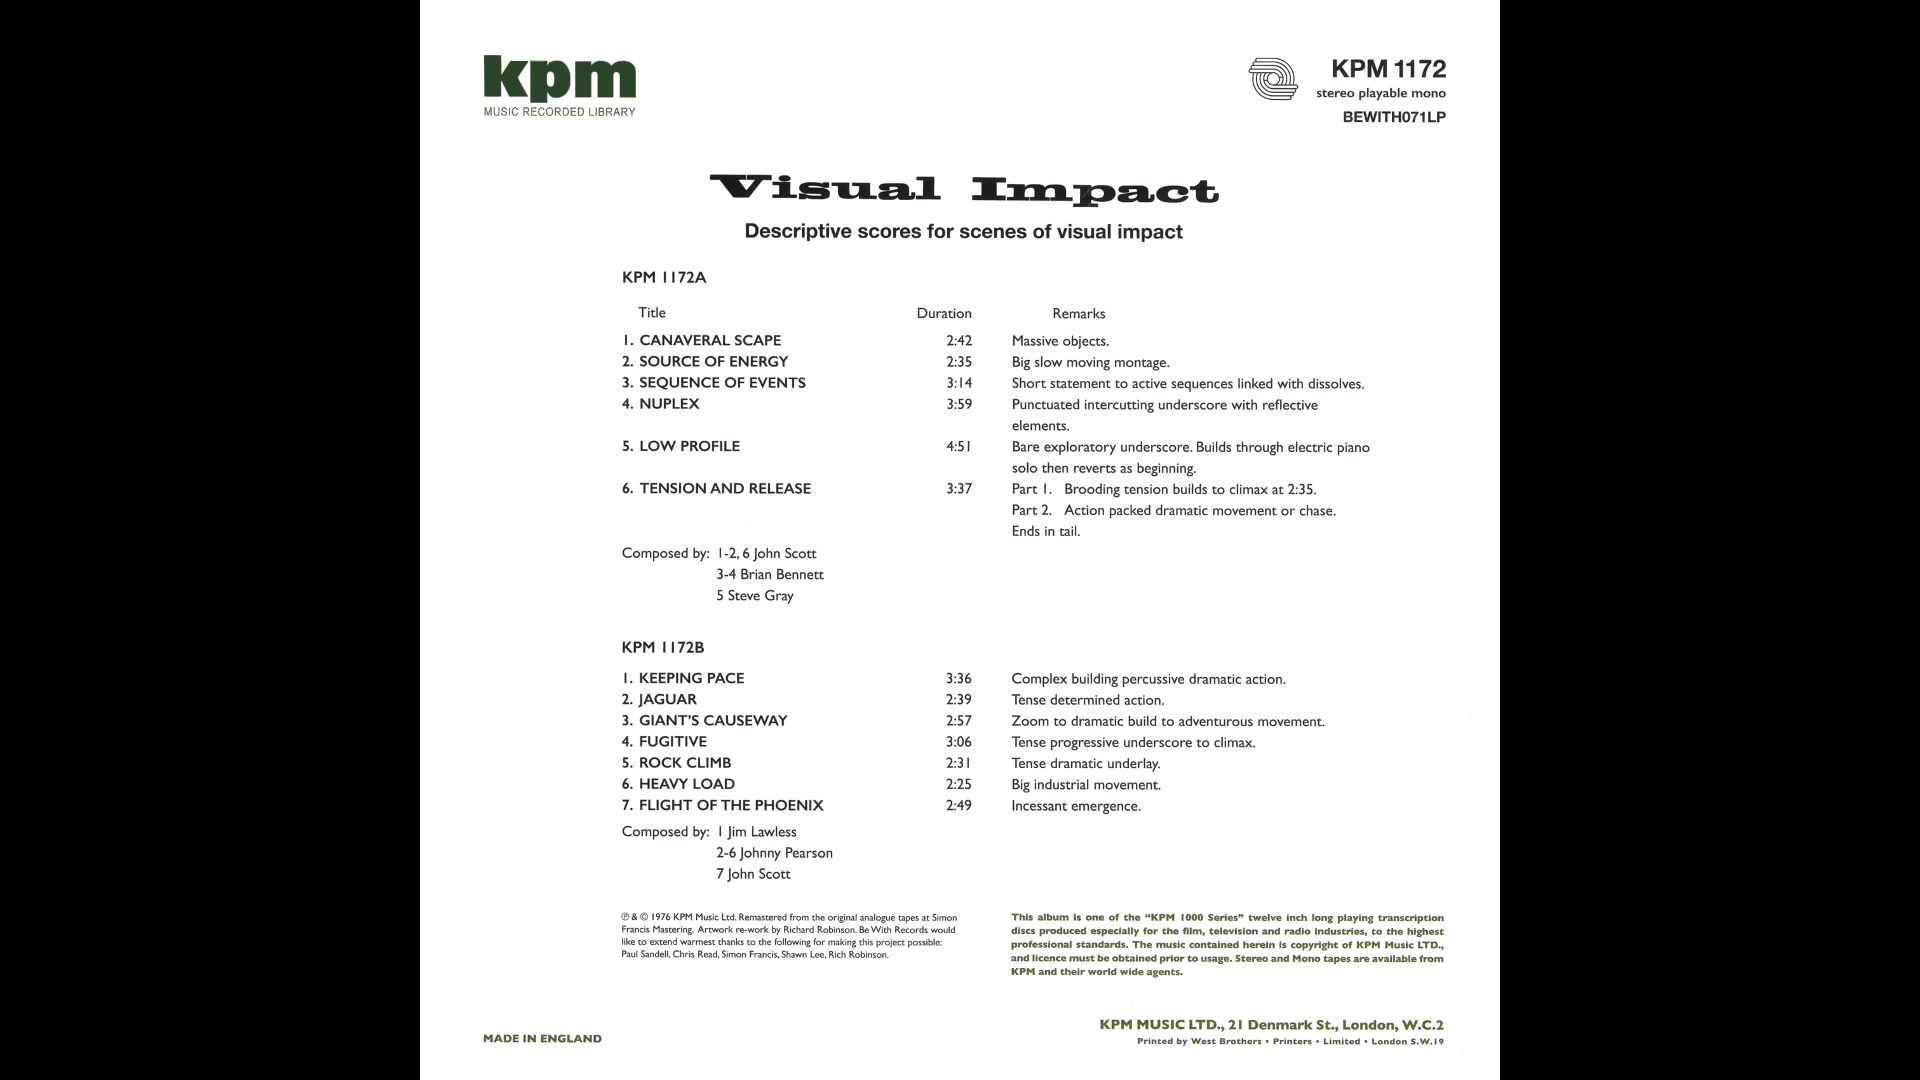 kpm
MUSIC RECORDED LIBRARY
KPM 1172
stereo playable mono
BEWITH071LP
Visual Impact
Descriptive scores for scenes of visual impact
KPM 1172A
Title Duration Remarks
1. CANAVERAL SCAPE 2:42 Massive objects.
2. SOURCE OF ENERGY 2:35 Big slow moving montage.
3. SEQUENCE OF EVENTS 3:14 Short statement to active sequences linked with dissolves.
4. NUPLEX 3:59 Punctuated intercutting underscore with reflective
elements.
5. LOW PROFILE 4:51 Bare exploratory underscore. Builds through electric piano
solo then reverts as beginning.
6. TENSION AND RELEASE 3:37 Part 1. Brooding tension builds to climax at 2:35.
Part 2. Action packed dramatic movement or chase.
Ends in tail.
Composed by: 1-2, 6 John Scott
3-4 Brian Bennett
5 Steve Gray
KPM 1172B
1. KEEPING PACE 3:36 Complex building percussive dramatic action.
2. JAGUAR 2:39 Tense determined action.
3. GIANT'S CAUSEWAY 2:57 Zoom to dramatic build to adventurous movement.
4. FUGITIVE 3:06 Tense progressive underscore to climax.
5. ROCK CLIMB 2:31 Tense dramatic underlay.
6. HEAVY LOAD 2:25 Big industrial movement.
7. FLIGHT OF THE PHOENIX 2:49 Incessant emergence.
Composed by: 1 Jim Lawless
2-6 Johnny Pearson
7 John Scott
℗ & © 1976 KPM Music Ltd. Remastered from the original analogue tapes at Simon
Francis Mastering. Artwork re-work by Richard Robinson. Be With Records would
like to extend warmest thanks to the following for making this project possible:
Paul Sandell, Chris Read, Simon Francis, Shawn Lee, Rich Robinson.
This album is one of the "KPM 1000 Series" twelve inch long playing transcription
discs produced especially for the film, television and radio industries, to the highest
professional standards. The music contained herein is copyright of KPM Music LTD.,
and licence must be obtained prior to usage. Stereo and Mono tapes are available from
KPM and their world wide agents.
MADE IN ENGLAND
KPM MUSIC LTD., 21 Denmark St., London, W.C.2
Printed by West Brothers • Printers • Limited • London S.W.19